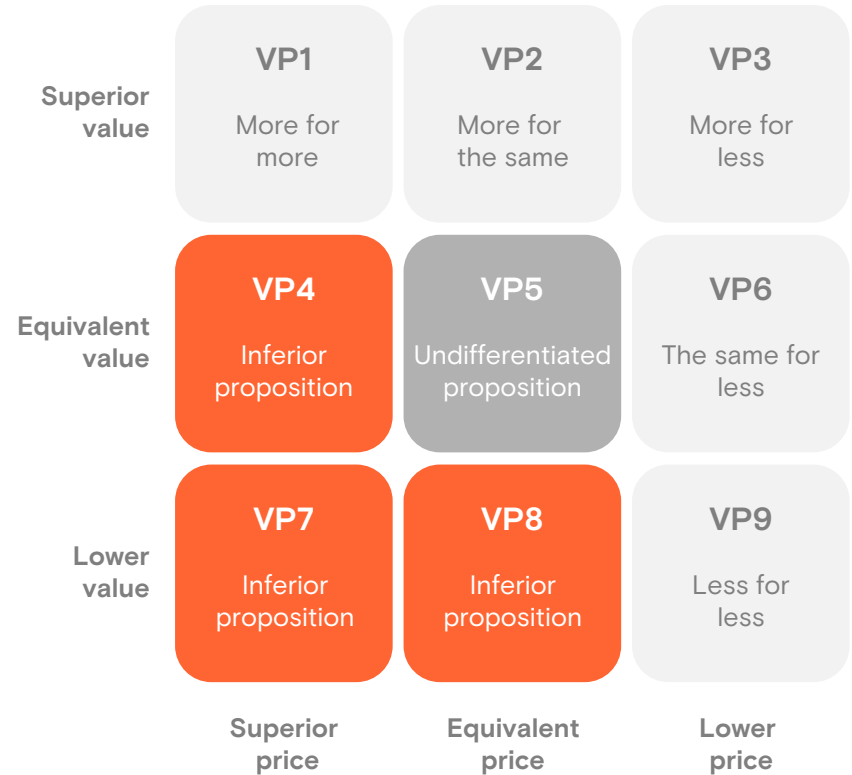 Superior
value
VP1
More for
more
VP2
More for
the same
VP3
More for
less
Equivalent
value
VP4
Inferior
proposition
VP5
Undifferentiated
proposition
VP6
The same for
less
Lower
value
VP7
Inferior
proposition
VP8
Inferior
proposition
VP9
Less for
less
Superior
price
Equivalent
price
Lower
price